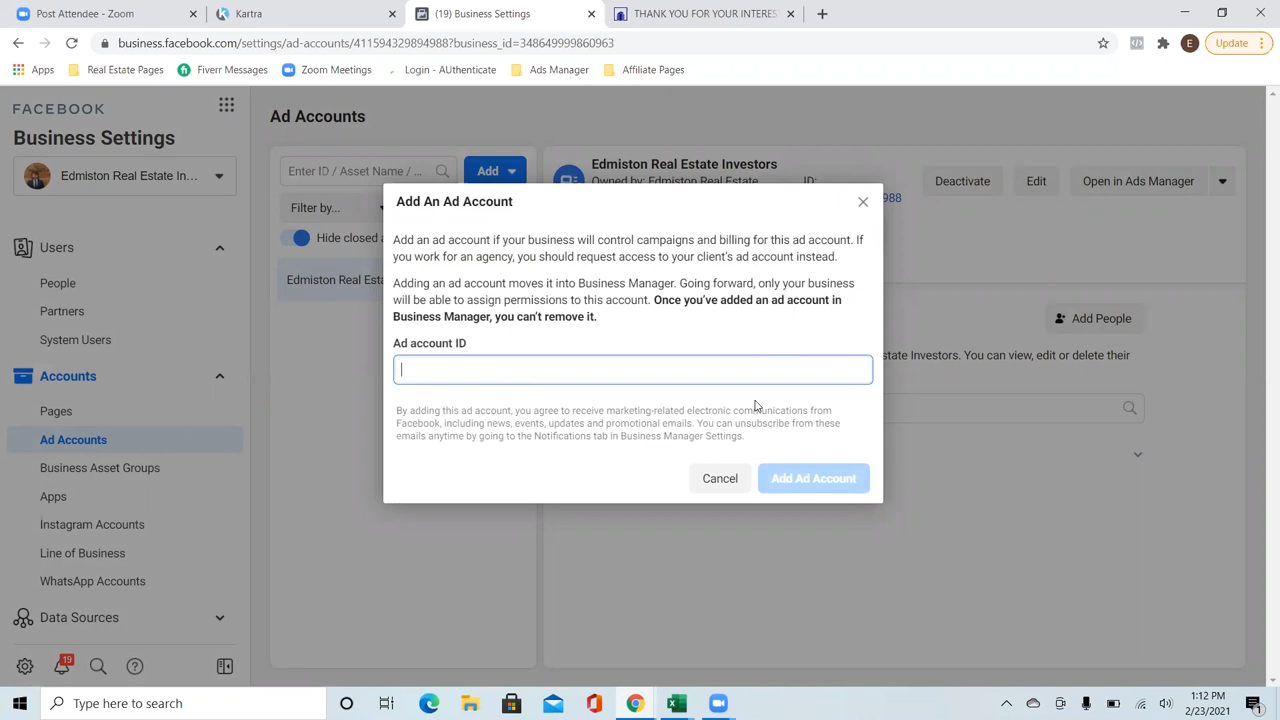 Post Attendee - Zoom
Kartra
(19) Business Settings
THANK YOU FOR YOUR INTERES
business.facebook.com/settings/ad-accounts/411594329894988?business_id=348649999860963
E
Update
Apps
Real Estate Pages
Fiverr Messages
Zoom Meetings
Login - AUthenticate
Ads Manager
Affiliate Pages
FACEBOOK
Business Settings
Edmiston Real Estate In...
Users
People
Partners
System Users
Accounts
Pages
Ad Accounts
Business Asset Groups
Apps
Instagram Accounts
Line of Business
WhatsApp Accounts
Data Sources
19
Ad Accounts
Enter ID / Asset Name / ...
Add
Filter by...
Hide closed a
Edmiston Real Esta
Edmiston Real Estate Investors
Owned by: Edmiston Real Estate
ID:
988
Deactivate
Edit
Open in Ads Manager
Add People
state Investors. You can view, edit or delete their
Add An Ad Account
Add an ad account if your business will control campaigns and billing for this ad account. If
you work for an agency, you should request access to your client's ad account instead.
Adding an ad account moves it into Business Manager. Going forward, only your business
will be able to assign permissions to this account. Once you've added an ad account in
Business Manager, you can't remove it.
Ad account ID
By adding this ad account, you agree to receive marketing-related electronic communications from
Facebook, including news, events, updates and promotional emails. You can unsubscribe from these
emails anytime by going to the Notifications tab in Business Manager Settings.
Cancel
Add Ad Account
Type here to search
1:12 PM
2/23/2021
1